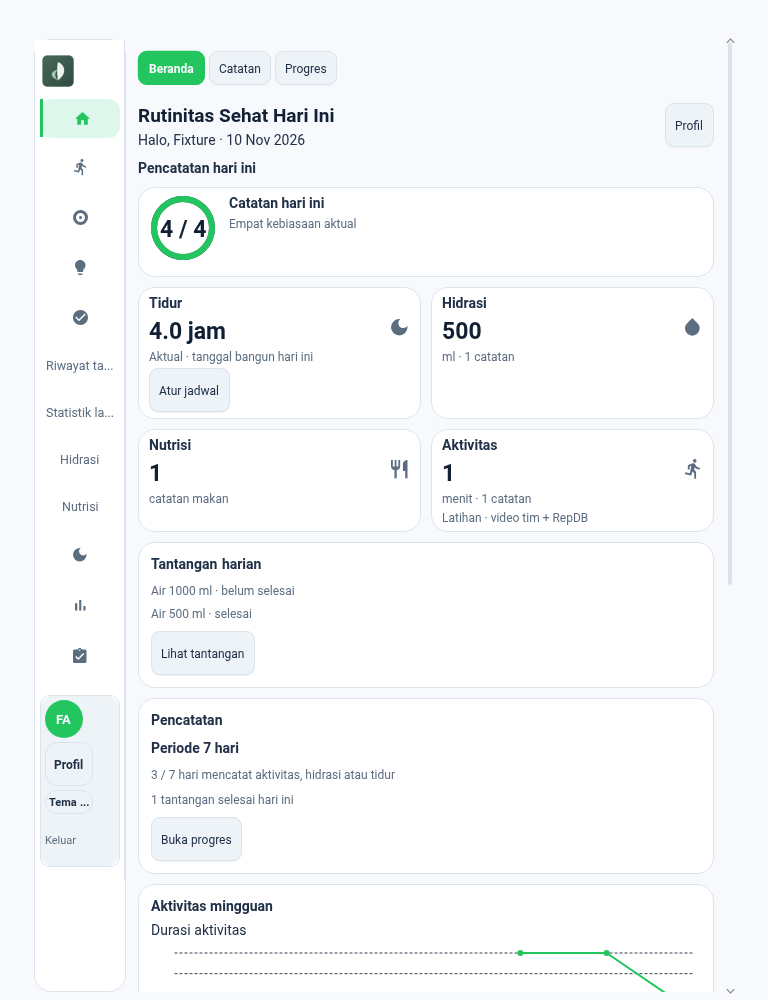 Beranda
Catatan
Progres
Rutinitas Sehat Hari Ini
Halo, Fixture · 10 Nov 2026
Profil
Pencatatan hari ini
4 / 4
Catatan hari ini
Empat kebiasaan aktual
Tidur
4.0 jam
Aktual · tanggal bangun hari ini
Atur jadwal
Hidrasi
500
ml · 1 catatan
Nutrisi
1
catatan makan
Aktivitas
1
menit · 1 catatan
Latihan · video tim + RepDB
Tantangan harian
Air 1000 ml · belum selesai
Air 500 ml · selesai
Lihat tantangan
Pencatatan
Periode 7 hari
3 / 7 hari mencatat aktivitas, hidrasi atau tidur
1 tantangan selesai hari ini
Buka progres
Aktivitas mingguan
Durasi aktivitas
Riwayat ta...
Statistik la...
Hidrasi
Nutrisi
FA
Profil
Tema ...
Keluar